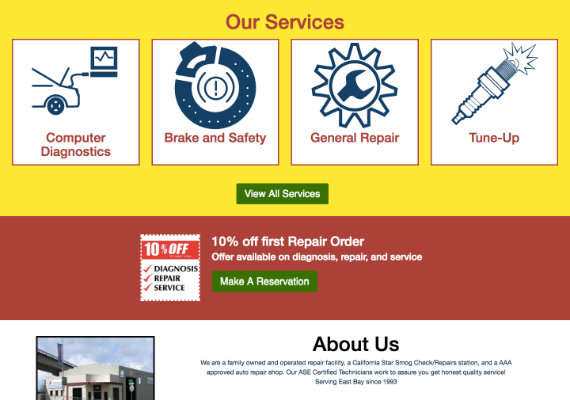 Our Services
Computer
Diagnostics
Brake and Safety
General Repair
Tune-Up
View All Services
10% OFF
DIAGNOSIS
REPAIR
SERVICE
10% off first Repair Order
Offer available on diagnosis, repair, and service
Make A Reservation
About Us
We are a family owned and operated repair facility, a California Star Smog Check/Repairs station, and a AAA
approved auto repair shop. Our ASE Certified Technicians work to assure you get honest quality service!
Serving East Bay since 1993